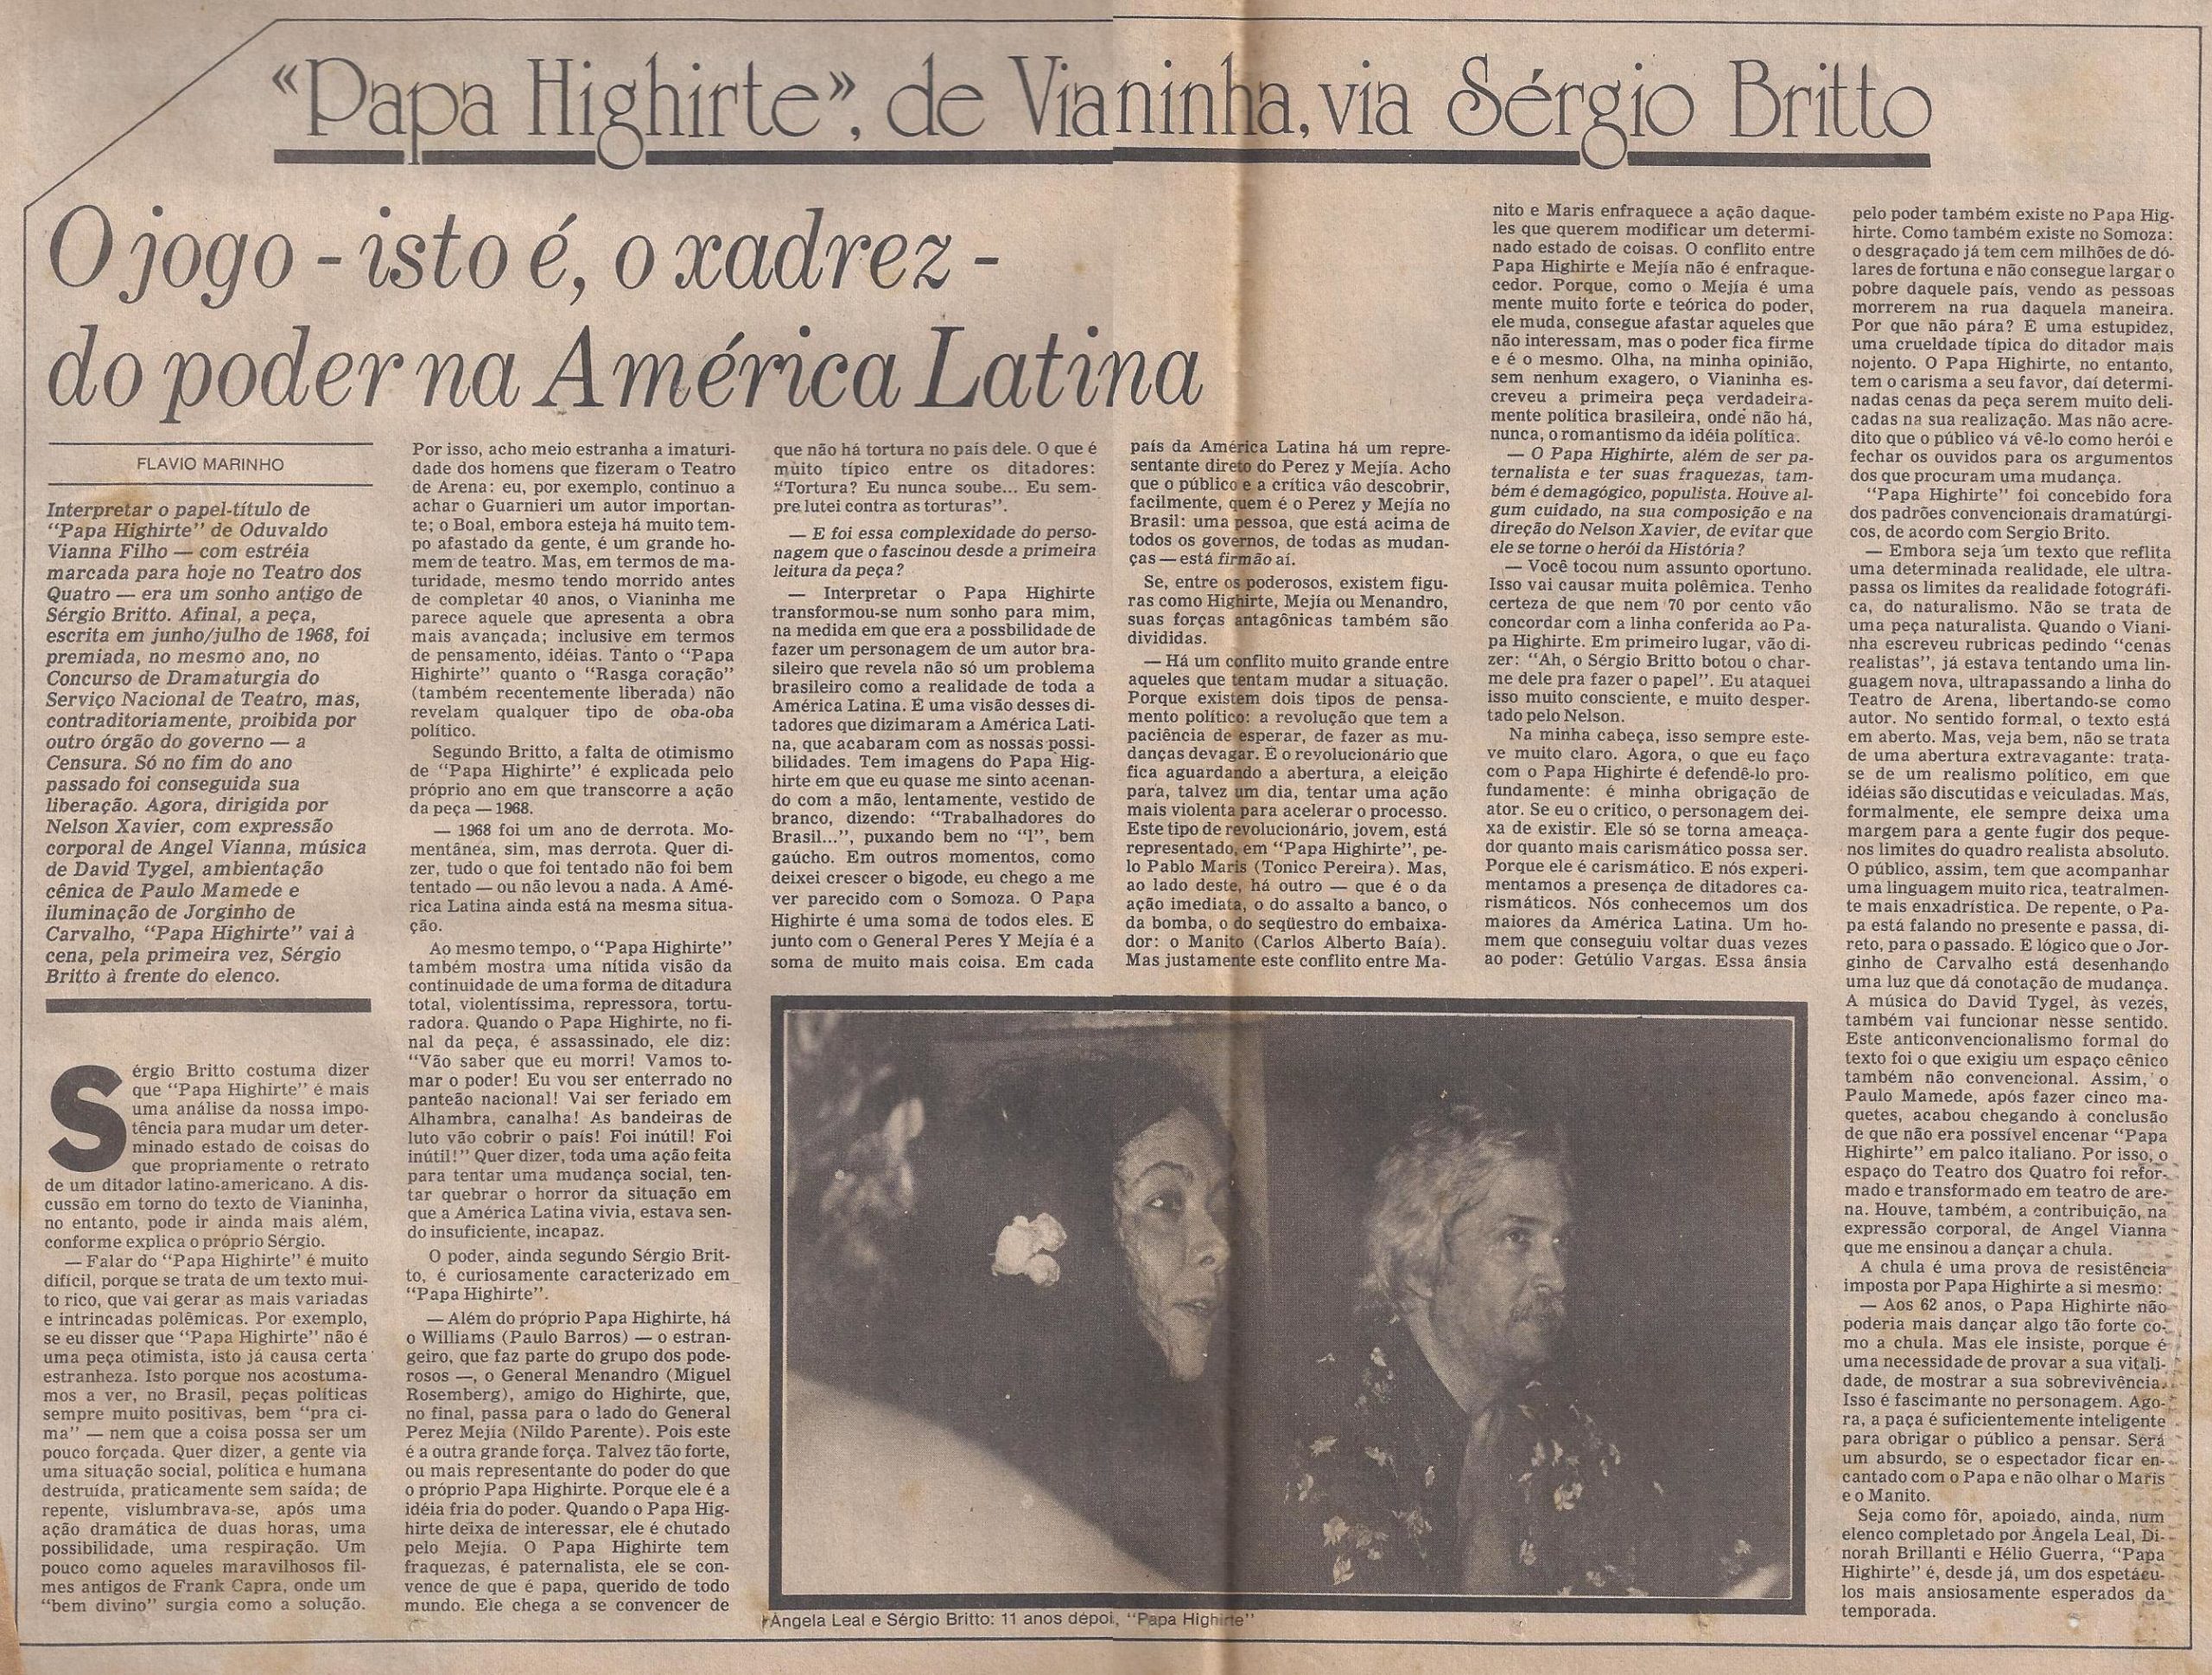 «Papa Highirte», de Vianinha, via Sérgio Britto
O jogo - isto é, o xadrez -
do poder na América Latina
FLAVIO MARINHO
Interpretar o papel-título de
“Papa Highirte” de Oduvaldo
Vianna Filho — com estréia
marcada para hoje no Teatro dos
Quatro — era um sonho antigo de
Sérgio Britto. Afinal, a peça,
escrita em junho/julho de 1968, foi
premiada, no mesmo ano, no
Concurso de Dramaturgia do
Serviço Nacional de Teatro, mas,
contraditoriamente, proibida por
outro órgão do governo — a
Censura. Só no fim do ano
passado foi conseguida sua
liberação. Agora, dirigida por
Nelson Xavier, com expressão
corporal de Angel Vianna, música
de David Tygel, ambientação
cênica de Paulo Mamede e
iluminação de Jorginho de
Carvalho, “Papa Highirte” vai à
cena, pela primeira vez, Sérgio
Britto à frente do elenco.
Sérgio Britto costuma dizer
que “Papa Highirte” é mais
uma análise da nossa impo-
tência para mudar um deter-
minado estado de coisas do
que propriamente o retrato
de um ditador latino-americano. A dis-
cussão em torno do texto de Vianinha,
no entanto, pode ir ainda mais além,
conforme explica o próprio Sérgio.
— Falar do “Papa Highirte” é muito
difícil, porque se trata de um texto mui-
to rico, que vai gerar as mais variadas
e intrincadas polêmicas. Por exemplo,
se eu disser que “Papa Highirte” não é
uma peça otimista, isto já causa certa
estranheza. Isto porque nos acostuma-
mos a ver, no Brasil, peças políticas
sempre muito positivas, bem “pra ci-
ma” — nem que a coisa possa ser um
pouco forçada. Quer dizer, a gente via
uma situação social, política e humana
destruída, praticamente sem saída; de
repente, vislumbrava-se, após uma
ação dramática de duas horas, uma
possibilidade, uma respiração. Um
pouco como aqueles maravilhosos fil-
mes antigos de Frank Capra, onde um
“bem divino” surgia como a solução.
Por isso, acho meio estranha a imaturi-
dade dos homens que fizeram o Teatro
de Arena: eu, por exemplo, continuo a
achar o Guarnieri um autor importan-
te; o Boal, embora esteja há muito tem-
po afastado da gente, é um grande ho-
mem de teatro. Mas, em termos de ma-
turidade, mesmo tendo morrido antes
de completar 40 anos, o Vianinha me
parece aquele que apresenta a obra
mais avançada; inclusive em termos
de pensamento, idéias. Tanto o “Papa
Highirte” quanto o “Rasga coração”
(também recentemente liberada) não
revelam qualquer tipo de oba-oba
político.
Segundo Britto, a falta de otimismo
de “Papa Highirte” é explicada pelo
próprio ano em que transcorre a ação
da peça — 1968.
— 1968 foi um ano de derrota. Mo-
mentânea, sim, mas derrota. Quer di-
zer, tudo o que foi tentado não foi bem
tentado — ou não levou a nada. A Amé-
rica Latina ainda está na mesma situa-
ção.
Ao mesmo tempo, o “Papa Highirte”
também mostra uma nítida visão da
continuidade de uma forma de ditadura
total, violentíssima, repressora, tortu-
radora. Quando o Papa Highirte, no fi-
nal da peça, é assassinado, ele diz:
“Vão saber que eu morri! Vamos to-
mar o poder! Eu vou ser enterrado no
panteão nacional! Vai ser feriado em
Alhambra, canalha! As bandeiras de
luto vão cobrir o país! Foi inútil! Foi
inútil!” Quer dizer, toda uma ação feita
para tentar uma mudança social, ten-
tar quebrar o horror da situação em
que a América Latina vivia, estava sen-
do insuficiente, incapaz.
O poder, ainda segundo Sérgio Brit-
to, é curiosamente caracterizado em
“Papa Highirte”.
— Além do próprio Papa Highirte, há
o Williams (Paulo Barros) — o estran-
geiro, que faz parte do grupo dos pode-
rosos —, o General Menandro (Miguel
Rosemberg), amigo do Highirte, que,
no final, passa para o lado do General
Perez Mejía (Nildo Parente). Pois este
é a outra grande força. Talvez tão forte,
ou mais representante do poder do que
o próprio Papa Highirte. Porque ele é a
idéia fria do poder. Quando o Papa Hig-
hirte deixa de interessar, ele é chutado
pelo Mejía. O Papa Highirte tem
fraquezas, é paternalista, ele se con-
vence de que é papa, querido de todo
mundo. Ele chega a se convencer de
que não há tortura no país dele. O que é
muito típico entre os ditadores:
“Tortura? Eu nunca soube... Eu sem-
pre lutei contra as torturas”.
— E foi essa complexidade do perso-
nagem que o fascinou desde a primeira
leitura da peça?
— Interpretar o Papa Highirte
transformou-se num sonho para mim,
na medida em que era a possbilidade de
fazer um personagem de um autor bra-
sileiro que revela não só um problema
brasileiro como a realidade de toda a
América Latina. E uma visão desses di-
tadores que dizimaram a América Lati-
na, que acabaram com as nossas possi-
bilidades. Tem imagens do Papa Hig-
hirte em que eu quase me sinto acenan-
do com a mão, lentamente, vestido de
branco, dizendo: “Trabalhadores do
Brasil...”, puxando bem no “l”, bem
gaúcho. Em outros momentos, como
deixei crescer o bigode, eu chego a me
ver parecido com o Somoza. O Papa
Highirte é uma soma de todos eles. E
junto com o General Peres Y Mejía é a
soma de muito mais coisa. Em cada
país da América Latina há um repre-
sentante direto do Perez y Mejía. Acho
que o público e a crítica vão descobrir,
facilmente, quem é o Perez y Mejía no
Brasil: uma pessoa, que está acima de
todos os governos, de todas as mudan-
ças — está firmão aí.
Se, entre os poderosos, existem figu-
ras como Highirte, Mejía ou Menandro,
suas forças antagônicas também são
divididas.
— Há um conflito muito grande entre
aqueles que tentam mudar a situação.
Porque existem dois tipos de pensa-
mento político: a revolução que tem a
paciência de esperar, de fazer as mu-
danças devagar. E o revolucionário que
fica aguardando a abertura, a eleição
para, talvez um dia, tentar uma ação
mais violenta para acelerar o processo.
Este tipo de revolucionário, jovem, está
representado, em “Papa Highirte”, pe-
lo Pablo Maris (Tonico Pereira). Mas,
ao lado deste, há outro — que é o da
ação imediata, o do assalto a banco, o
da bomba, o do seqüestro do embaixa-
dor: o Manito (Carlos Alberto Baía).
Mas justamente este conflito entre Ma-
nito e Maris enfraquece a ação daque-
les que querem modificar um determi-
nado estado de coisas. O conflito entre
Papa Highirte e Mejía não é enfraque-
cedor. Porque, como o Mejía é uma
mente muito forte e teórica do poder,
ele muda, consegue afastar aqueles que
não interessam, mas o poder fica firme
e é o mesmo. Olha, na minha opinião,
sem nenhum exagero, o Vianinha es-
creveu a primeira peça verdadeira-
mente política brasileira, onde não há,
nunca, o romantismo da idéia política.
— O Papa Highirte, além de ser pa-
ternalista e ter suas fraquezas, tam-
bém é demagógico, populista. Houve al-
gum cuidado, na sua composição e na
direção do Nelson Xavier, de evitar que
ele se torne o herói da História?
— Você tocou num assunto oportuno.
Isso vai causar muita polêmica. Tenho
certeza de que nem 70 por cento vão
concordar com a linha conferida ao Pa-
pa Highirte. Em primeiro lugar, vão di-
zer: “Ah, o Sérgio Britto botou o char-
me dele pra fazer o papel”. Eu ataquei
isso muito consciente, e muito desper-
tado pelo Nelson.
Na minha cabeça, isso sempre este-
ve muito claro. Agora, o que eu faço
com o Papa Highirte é defendê-lo pro-
fundamente: é minha obrigação de
ator. Se eu o critico, o personagem dei-
xa de existir. Ele só se torna ameaça-
dor quanto mais carismático possa ser.
Porque ele é carismático. E nós experi-
mentamos a presença de ditadores ca-
rismáticos. Nós conhecemos um dos
maiores da América Latina. Um ho-
mem que conseguiu voltar duas vezes
ao poder: Getúlio Vargas. Essa ânsia
pelo poder também existe no Papa Hig-
hirte. Como também existe no Somoza:
o desgraçado já tem cem milhões de dó-
lares de fortuna e não consegue largar o
pobre daquele país, vendo as pessoas
morrerem na rua daquela maneira.
Por que não pára? E uma estupidez,
uma crueldade típica do ditador mais
nojento. O Papa Highirte, no entanto,
tem o carisma a seu favor, daí determi-
nadas cenas da peça serem muito deli-
cadas na sua realização. Mas não acre-
dito que o público vá vê-lo como herói e
fechar os ouvidos para os argumentos
dos que procuram uma mudança.
“Papa Highirte” foi concebido fora
dos padrões convencionais dramatúrgi-
cos, de acordo com Sergio Brito.
— Embora seja um texto que reflita
uma determinada realidade, ele ultra-
passa os limites da realidade fotográfi-
ca, do naturalismo. Não se trata de
uma peça naturalista. Quando o Viani-
nha escreveu rubricas pedindo “cenas
realistas”, já estava tentando uma lin-
guagem nova, ultrapassando a linha do
Teatro de Arena, libertando-se como
autor. No sentido formal, o texto está
em aberto. Mas, veja bem, não se trata
de uma abertura extravagante: trata-
se de um realismo político, em que
idéias são discutidas e veiculadas. Mas,
formalmente, ele sempre deixa uma
margem para a gente fugir dos peque-
nos limites do quadro realista absoluto.
O público, assim, tem que acompanhar
uma linguagem muito rica, teatralmen-
te mais enxadrística. De repente, o Pa-
pa está falando no presente e passa, di-
reto, para o passado. E lógico que o Jor-
ginho de Carvalho está desenhando
uma luz que dá conotação de mudança.
A música do David Tygel, às vezes,
também vai funcionar nesse sentido.
Este anticonvencionalismo formal do
texto foi o que exigiu um espaço cênico
também não convencional. Assim, o
Paulo Mamede, após fazer cinco ma-
quetes, acabou chegando à conclusão
de que não era possível encenar “Papa
Highirte” em palco italiano. Por isso, o
espaço do Teatro dos Quatro foi refor-
mado e transformado em teatro de are-
na. Houve, também, a contribuição, na
expressão corporal, de Angel Vianna
que me ensinou a dançar a chula.
A chula é uma prova de resistência
imposta por Papa Highirte a si mesmo:
— Aos 62 anos, o Papa Highirte não
poderia mais dançar algo tão forte co-
mo a chula. Mas ele insiste, porque é
uma necessidade de provar a sua vitali-
dade, de mostrar a sua sobrevivência.
Isso é fascimante no personagem. Ago-
ra, a paça é suficientemente inteligente
para obrigar o público a pensar. Será
um absurdo, se o espectador ficar en-
cantado com o Papa e não olhar o Maris
e o Manito.
Seja como fôr, apoiado, ainda, num
elenco completado por Ângela Leal, Di-
norah Brillanti e Hélio Guerra, “Papa
Highirte” é, desde já, um dos espetácu-
los mais ansiosamente esperados da
temporada.
Ângela Leal e Sérgio Britto: 11 anos depoi, “Papa Highirte”